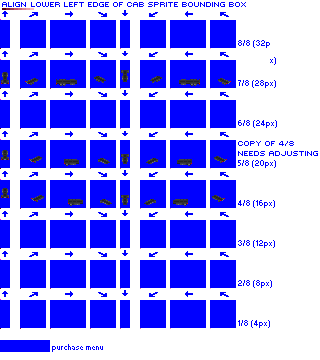 ALIGN LOWER LEFT EDGE OF CAB SPRITE BOUNDING BOX
8/8 (32p
x)
7/8 (28px)
6/8 (24px)
COPY OF 4/8
NEEDS ADJUSTING
5/8 (20px)
4/8 (16px)
3/8 (12px)
2/8 (8px)
1/8 (4px)
purchase menu